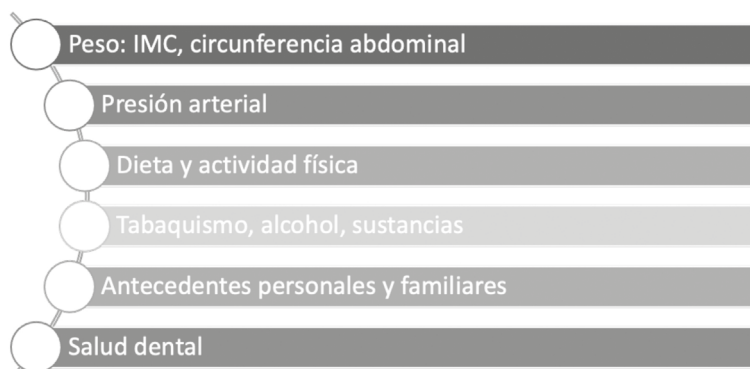 Peso: IMC, circunferencia abdominal
Presión arterial
Dieta y actividad física
Tabaquismo, alcohol, sustancias
Antecedentes personales y familiares
Salud dental